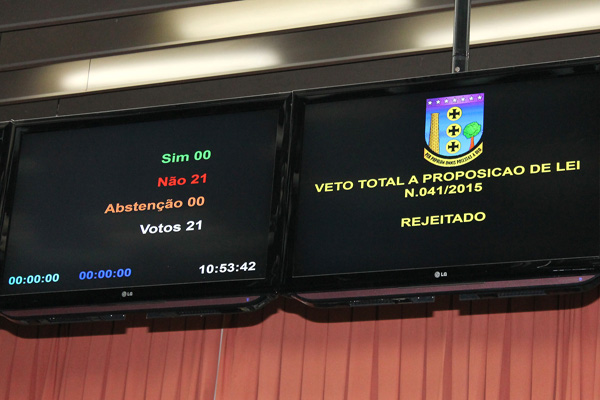 Sim 00
Não 21
Abstenção 00
Votos 21
00:00:00 00:00:00 10:53:42
LG
VETO TOTAL A PROPOSICAO DE LEI
N.041/2015
REJEITADO
LG